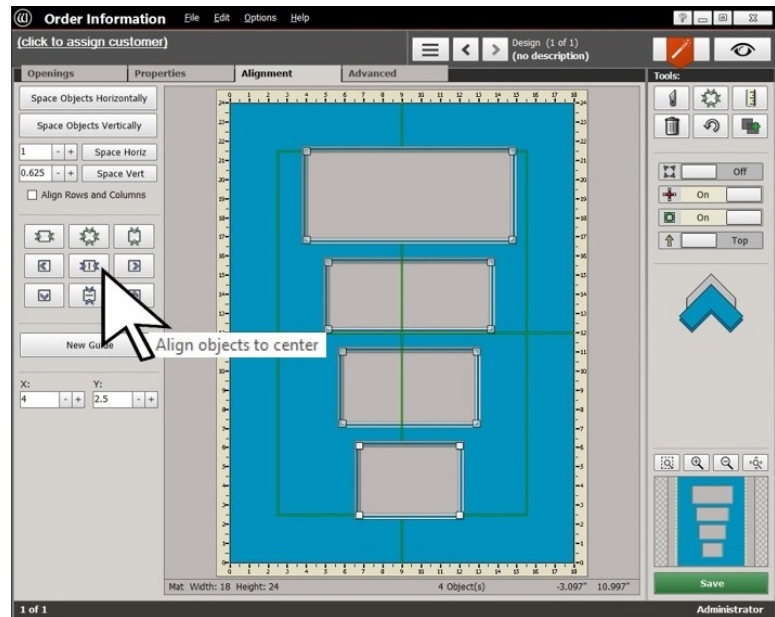 Order Information File Edit Options Help
(click to assign customer)
Design (1 of 1)
(no description)
Openings Properties Alignment Advanced
Tools:
Space Objects Horizontally
Space Objects Vertically
1 - + Space Horiz
0.625 - + Space Vert
Align Rows and Columns
New Guide
Align objects to center
X: Y:
4 - + 2.5 - +
Off
On
On
Top
Mat Width: 18 Height: 24 4 Object(s) -3.097" 10.997"
Save
1 of 1 Administrator